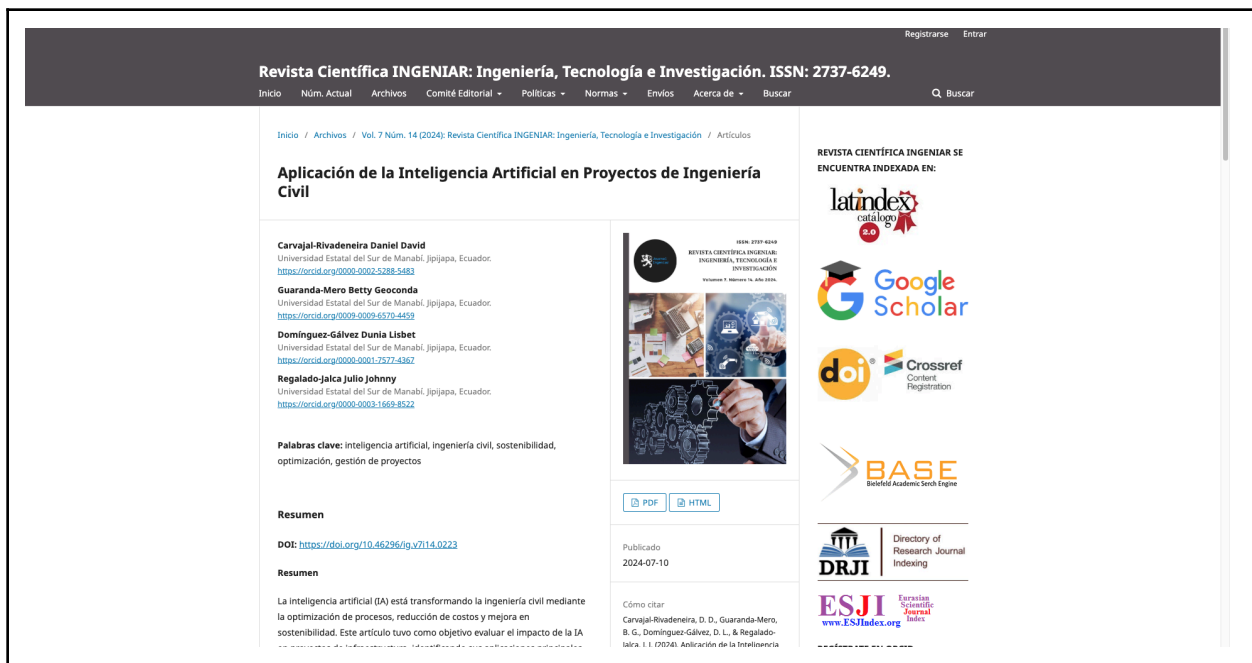 Registrarse Entrar
Revista Científica INGENIAR: Ingeniería, Tecnología e Investigación. ISSN: 2737-6249.
Inicio Núm. Actual Archivos Comité Editorial Políticas Normas Envíos Acerca de Buscar Buscar
Inicio / Archivos / Vol. 7 Núm. 14 (2024): Revista Científica INGENIAR: Ingeniería, Tecnología e Investigación / Artículos
Aplicación de la Inteligencia Artificial en Proyectos de Ingeniería
Civil
Carvajal-Rivadeneira Daniel David
Universidad Estatal del Sur de Manabí. Jipijapa, Ecuador.
https://orcid.org/0000-0002-5288-5483
Guaranda-Mero Betty Geoconda
Universidad Estatal del Sur de Manabí. Jipijapa, Ecuador.
https://orcid.org/0009-0009-6570-4459
Domínguez-Gálvez Dunia Lisbet
Universidad Estatal del Sur de Manabí. Jipijapa, Ecuador.
https://orcid.org/0000-0001-7577-4367
Regalado-Jalca Julio Johnny
Universidad Estatal del Sur de Manabí. Jipijapa, Ecuador.
https://orcid.org/0000-0003-1669-8522
Palabras clave: inteligencia artificial, ingeniería civil, sostenibilidad,
optimización, gestión de proyectos
Resumen
DOI: https://doi.org/10.46296/ig.v7i14.0223
Resumen
La inteligencia artificial (IA) está transformando la ingeniería civil mediante
la optimización de procesos, reducción de costos y mejora en
sostenibilidad. Este artículo tuvo como objetivo evaluar el impacto de la IA
ISSN: 2737-6249
REVISTA CIENTÍFICA INGENIAR:
INGENIERÍA, TECNOLOGÍA E
INVESTIGACIÓN
Volumen 7. Número 14. Año 2024.
PDF HTML
Publicado
2024-07-10
Cómo citar
Carvajal-Rivadeneira, D. D., Guaranda-Mero,
B. G., Domínguez-Gálvez, D. L., & Regalado-
Jalca, J. J. (2024). Aplicación de la Inteligencia
REVISTA CIENTÍFICA INGENIAR SE
ENCUENTRA INDEXADA EN:
latindex
catálogo
2.0
Google
Scholar
doi
Crossref
Content
Registration
BASE
Bielefeld Academic Serch Engine
DRJI
Directory of
Research Journal
Indexing
ESJI
Eurasian
Scientific
Journal
Index
www.ESJIndex.org